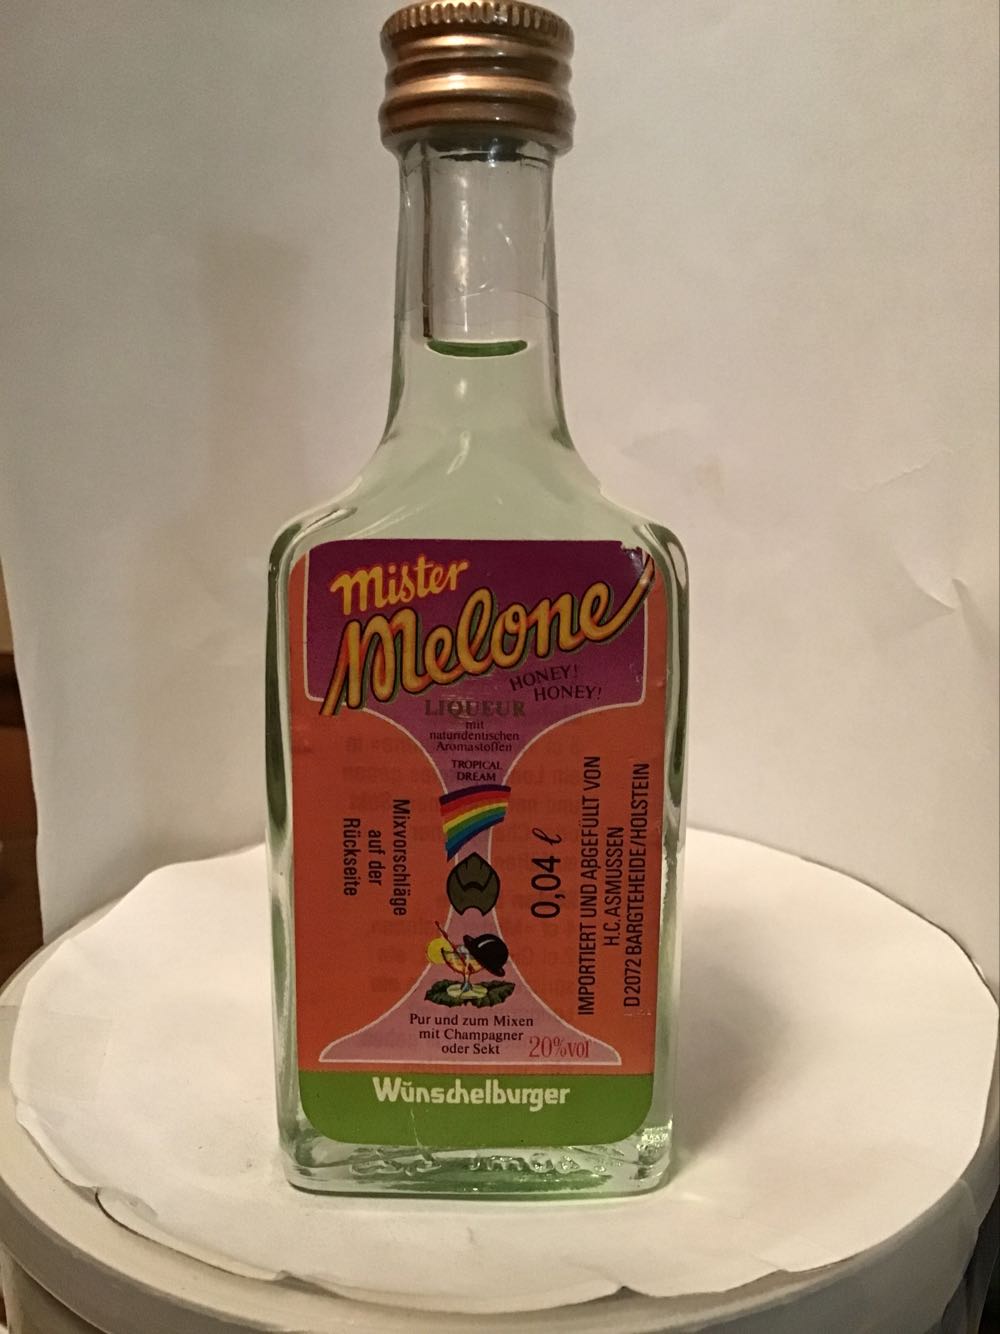 Mister
Melone
HONEY!
HONEY!
LIQUEUR
mit
naturidentischen
Aromastoffen
TROPICAL
DREAM
Mixvorschläge
auf der
Rückseite
0,04 ℓ
IMPORTIERT UND ABGEFÜLLT VON
H.C. ASMUSSEN
D 2072 BARGTEHEIDE/HOLSTEIN
Pur und zum Mixen
mit Champagner
oder Sekt
20%vol
Wünschelburger